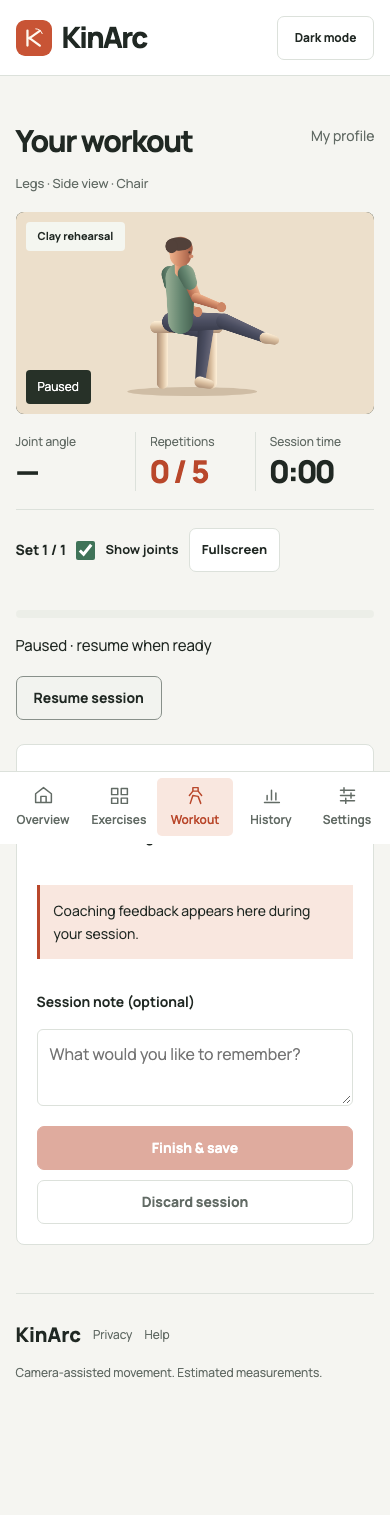 KinArc
Dark mode
Your workout
My profile
Legs · Side view · Chair
Clay rehearsal
Paused
Joint angle
Repetitions
Session time
—
0 / 5
0:00
Set 1 / 1
Show joints
Fullscreen
Paused · resume when ready
Resume session
Overview
Exercises
Workout
History
Settings
Coaching feedback appears here during
your session.
Session note (optional)
What would you like to remember?
Finish & save
Discard session
KinArc
Privacy
Help
Camera-assisted movement. Estimated measurements.